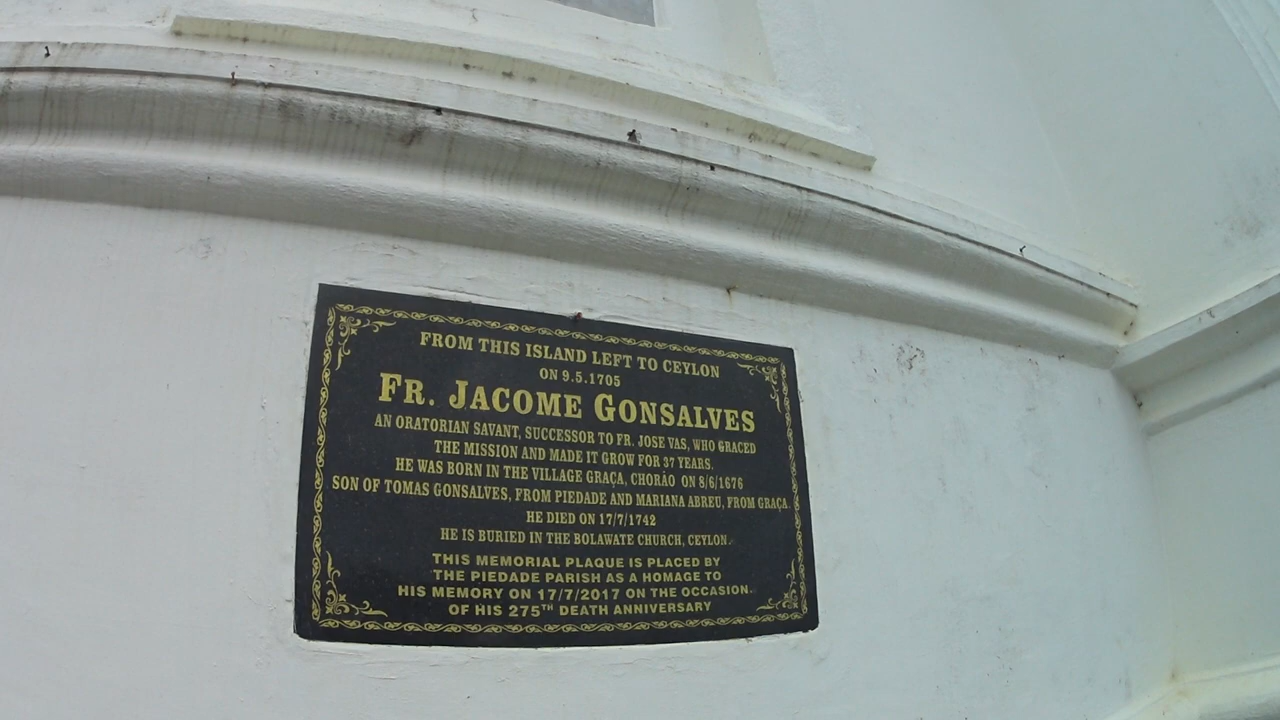 FROM THIS ISLAND LEFT TO CEYLON
ON 9.5.1705
FR. JACOME GONSALVES
AN ORATORIAN SAVANT, SUCCESSOR TO FR. JOSE VAS, WHO GRACED
THE MISSION AND MADE IT GROW FOR 37 YEARS.
HE WAS BORN IN THE VILLAGE GRAÇA, CHORÃO ON 8/6/1676
SON OF TOMAS GONSALVES, FROM PIEDADE AND MARIANA ABREU, FROM GRAÇA.
HE DIED ON 17/7/1742
HE IS BURIED IN THE BOLAWATE CHURCH, CEYLON.
THIS MEMORIAL PLAQUE IS PLACED BY
THE PIEDADE PARISH AS A HOMAGE TO
HIS MEMORY ON 17/7/2017 ON THE OCCASION.
OF HIS 275TH DEATH ANNIVERSARY